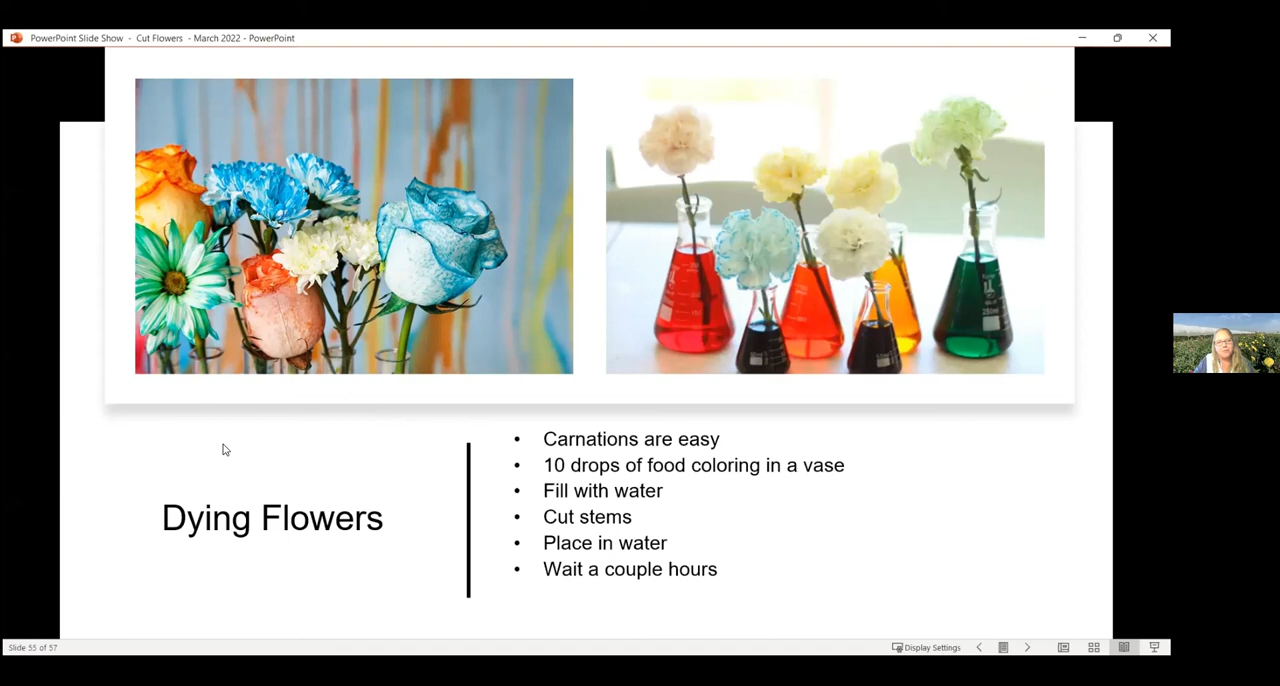 PowerPoint Slide Show - Cut Flowers - March 2022 - PowerPoint
Dying Flowers
• Carnations are easy
• 10 drops of food coloring in a vase
• Fill with water
• Cut stems
• Place in water
• Wait a couple hours
Slide 55 of 57
Display Settings